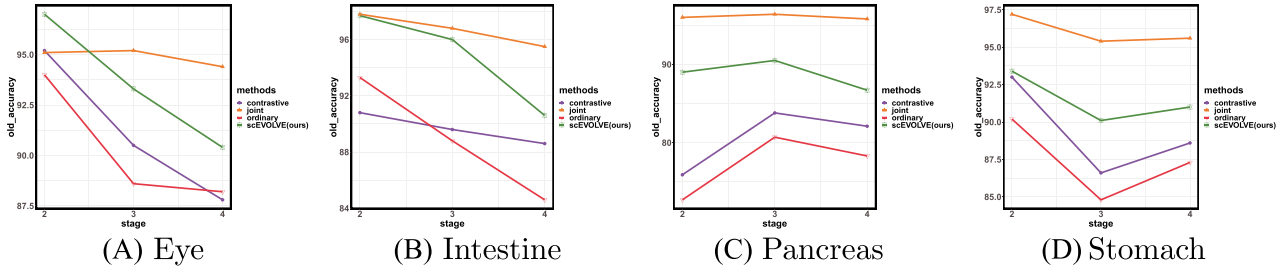 old_accuracy
95.0
92.5
90.0
87.5
2 3 4
stage
methods
contrastive
joint
ordinary
scEVOLVE(ours)
(A) Eye
old_accuracy
96
92
88
84
2 3 4
stage
methods
contrastive
joint
ordinary
scEVOLVE(ours)
(B) Intestine
old_accuracy
90
80
2 3 4
stage
methods
contrastive
joint
ordinary
scEVOLVE(ours)
(C) Pancreas
old_accuracy
97.5
95.0
92.5
90.0
87.5
85.0
2 3 4
stage
methods
contrastive
joint
ordinary
scEVOLVE(ours)
(D) Stomach